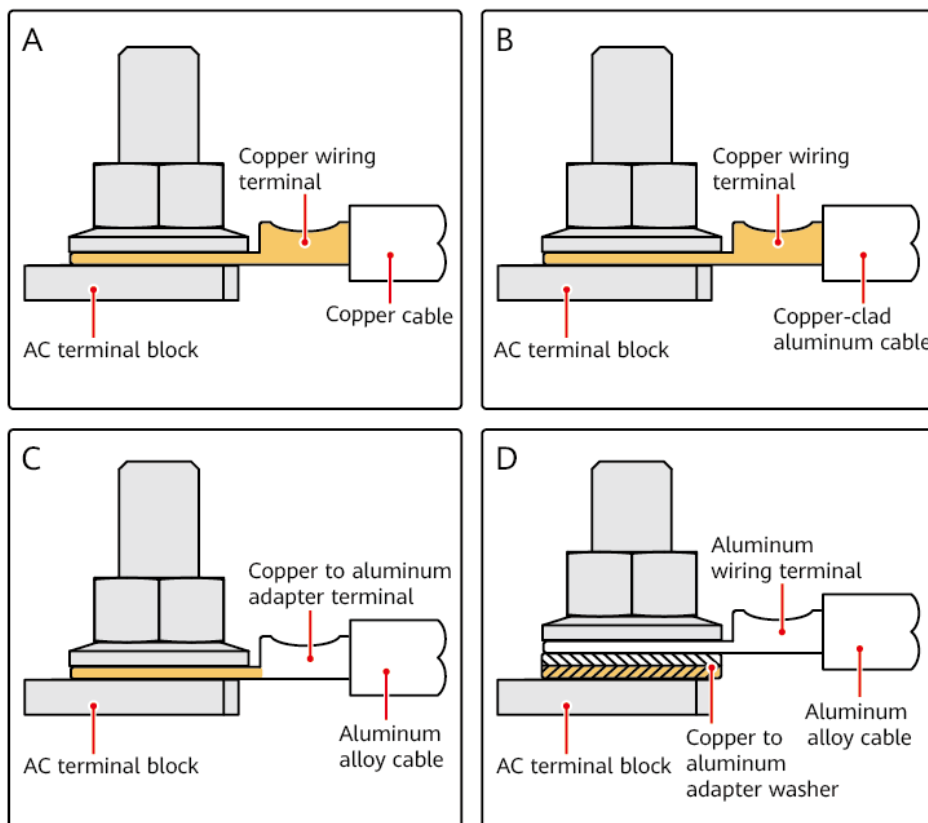 A
Copper wiring
terminal
Copper cable
AC terminal block
B
Copper wiring
terminal
Copper-clad
aluminum cable
AC terminal block
C
Copper to aluminum
adapter terminal
Aluminum
alloy cable
AC terminal block
D
Aluminum
wiring terminal
Aluminum
alloy cable
Copper to
aluminum
adapter washer
AC terminal block